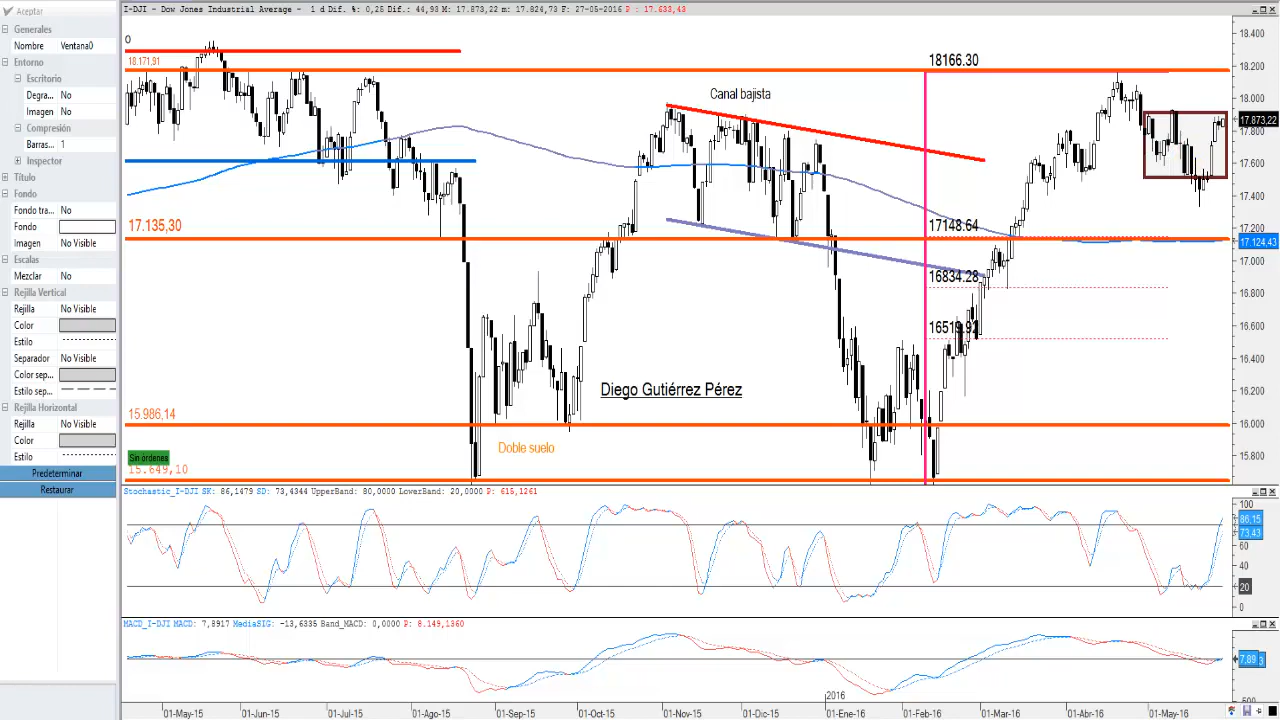 Aceptar
Generales
Nombre Ventana0
Entorno
Escritorio
Degra... No
Imagen No
Compresión
Barras... 1
Inspector
Título
Fondo
Fondo tra... No
Fondo
Imagen No Visible
Escalas
Mezclar No
Rejilla Vertical
Rejilla No Visible
Color
Estilo
Separador No Visible
Color sep...
Estilo sep...
Rejilla Horizontal
Rejilla No Visible
Color
Estilo
Predeterminar
Restaurar
I-DJI - Dow Jones Industrial Average - 1 d Dif. %: 0,25 Dif.: 44,93 M: 17.873,22 m: 17.824,73 F: 27-05-2016 P : 17.633,43
O
18.171,91
18166.30
Canal bajista
17.135,30
17148.64
16834.28
16519.92
Diego Gutiérrez Pérez
15.986,14
Doble suelo
Sin órdenes
15.649,10
18.400
18.200
18.000
17.873,22
17.800
17.600
17.400
17.200
17.124,43
17.000
16.800
16.600
16.400
16.200
16.000
15.800
Stochastic_I-DJI SK: 86,1479 SD: 73,4344 UpperBand: 80,0000 LowerBand: 20,0000 P: 615,1261
100
86,15
73,43
60
40
20
0
MACD_I-DJI MACD: 7,8917 MediaSIG: -13,6335 Band_MACD: 0,0000 P: 8.149,1360
7,89
-500
2016
01-May-15 01-Jun-15 01-Jul-15 01-Ago-15 01-Sep-15 01-Oct-15 01-Nov-15 01-Dic-15 01-Ene-16 01-Feb-16 01-Mar-16 01-Abr-16 01-May-16